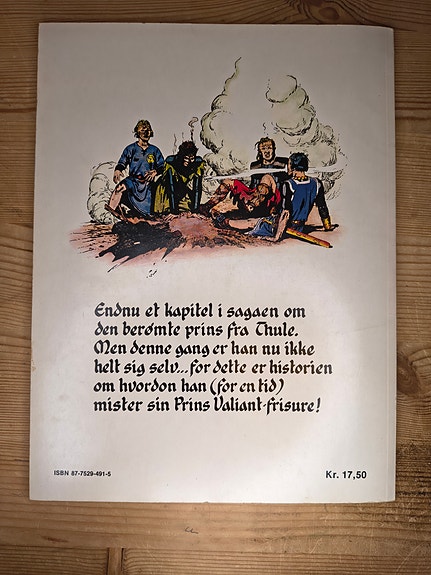 Endnu et kapitel i sagaen om
den berømte prins fra Thule.
Men denne gang er han nu ikke
helt sig selv...for dette er historien
om hvordon han (for en tid)
mister sin Prins Valiant-frisure!
ISBN 87-7529-491-5
Kr. 17,50